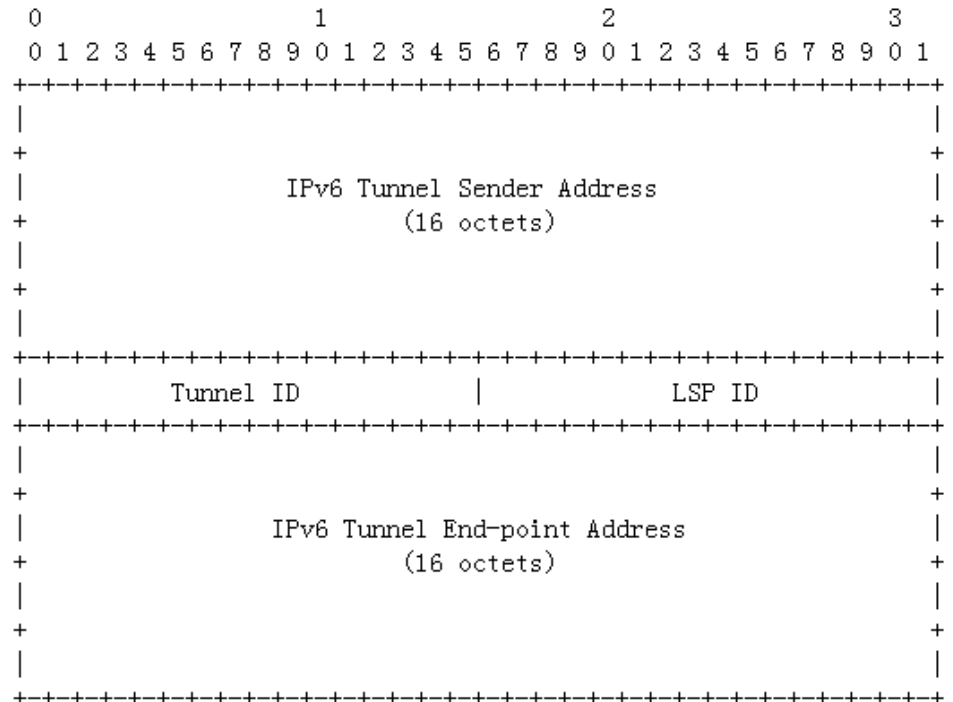 0                   1                   2                   3
0 1 2 3 4 5 6 7 8 9 0 1 2 3 4 5 6 7 8 9 0 1 2 3 4 5 6 7 8 9 0 1
+-+-+-+-+-+-+-+-+-+-+-+-+-+-+-+-+-+-+-+-+-+-+-+-+-+-+-+-+-+-+-+-+
|                                                               |
+                                                               +
|                  IPv6 Tunnel Sender Address                   |
+                          (16 octets)                          +
|                                                               |
+                                                               +
|                                                               |
+-+-+-+-+-+-+-+-+-+-+-+-+-+-+-+-+-+-+-+-+-+-+-+-+-+-+-+-+-+-+-+-+
|          Tunnel ID            |             LSP ID            |
+-+-+-+-+-+-+-+-+-+-+-+-+-+-+-+-+-+-+-+-+-+-+-+-+-+-+-+-+-+-+-+-+
|                                                               |
+                                                               +
|                 IPv6 Tunnel End-point Address                 |
+                          (16 octets)                          +
|                                                               |
+                                                               +
|                                                               |
+-+-+-+-+-+-+-+-+-+-+-+-+-+-+-+-+-+-+-+-+-+-+-+-+-+-+-+-+-+-+-+-+